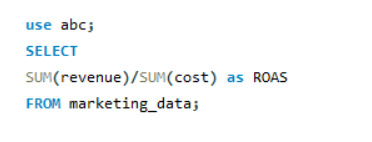 use abc;
SELECT
SUM(revenue)/SUM(cost) as ROAS
FROM marketing_data;